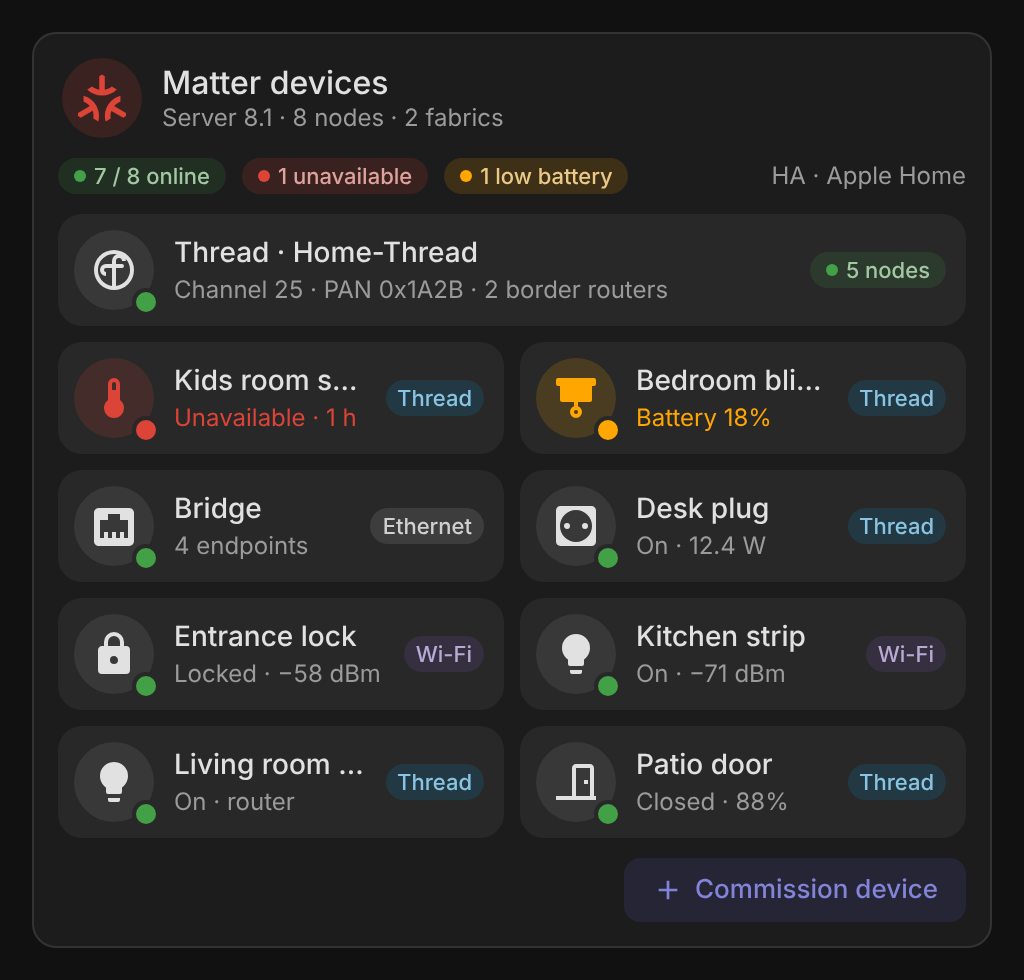 Matter devices
Server 8.1 · 8 nodes · 2 fabrics
7 / 8 online
1 unavailable
1 low battery
HA · Apple Home
Thread · Home-Thread
Channel 25 · PAN 0x1A2B · 2 border routers
5 nodes
Kids room s...
Unavailable · 1 h
Thread
Bedroom bli...
Battery 18%
Thread
Bridge
4 endpoints
Ethernet
Desk plug
On · 12.4 W
Thread
Entrance lock
Locked · −58 dBm
Wi-Fi
Kitchen strip
On · −71 dBm
Wi-Fi
Living room ...
On · router
Thread
Patio door
Closed · 88%
Thread
+ Commission device